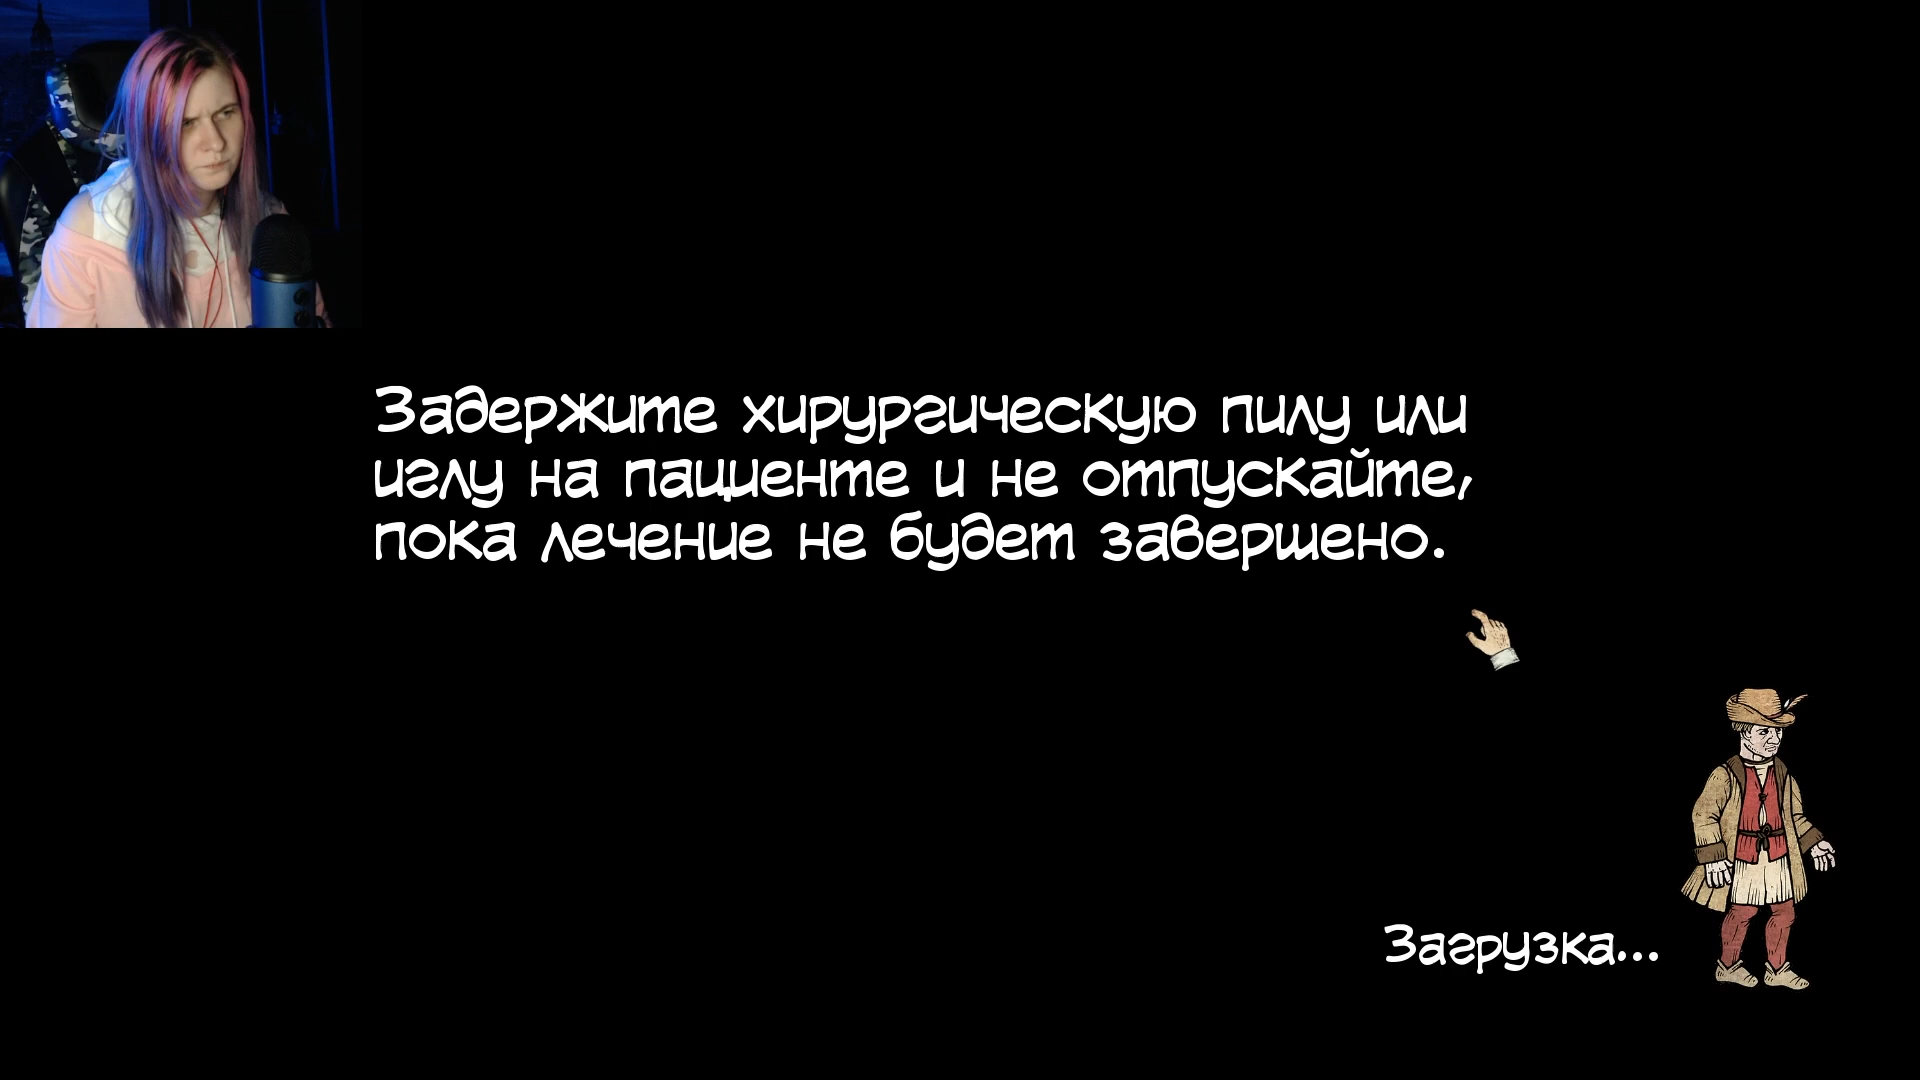 Задержите хирургическую пилу или
иглу на пациенте и не отпускайте,
пока лечение не будет завершено.
Загрузка...